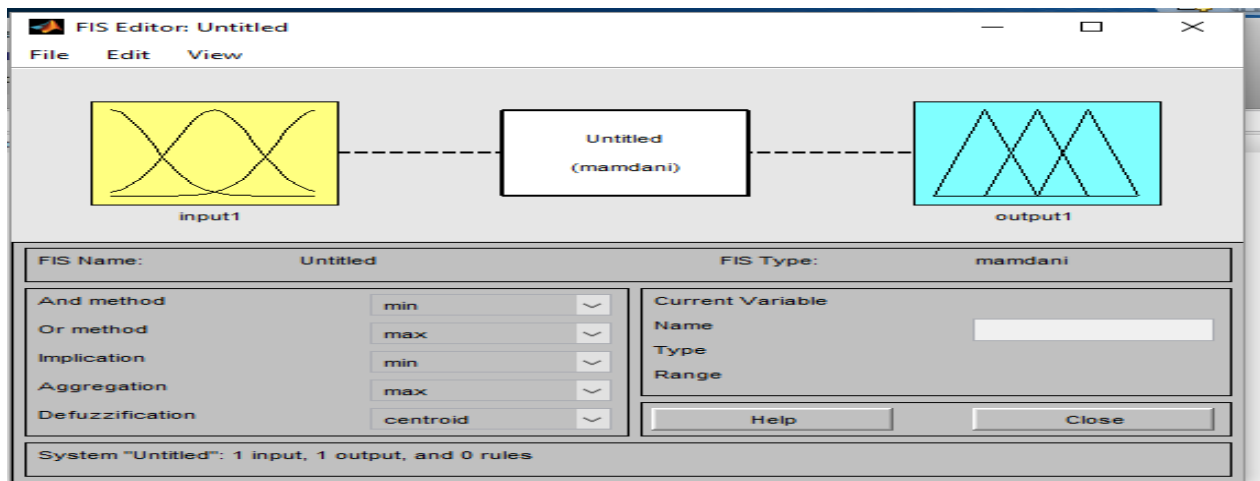 FIS Editor: Untitled
File Edit View
Untitled
(mamdani)
input1 output1
FIS Name: Untitled FIS Type: mamdani
And method min
Or method max
Implication min
Aggregation max
Defuzzification centroid
Current Variable
Name
Type
Range
Help Close
System "Untitled": 1 input, 1 output, and 0 rules